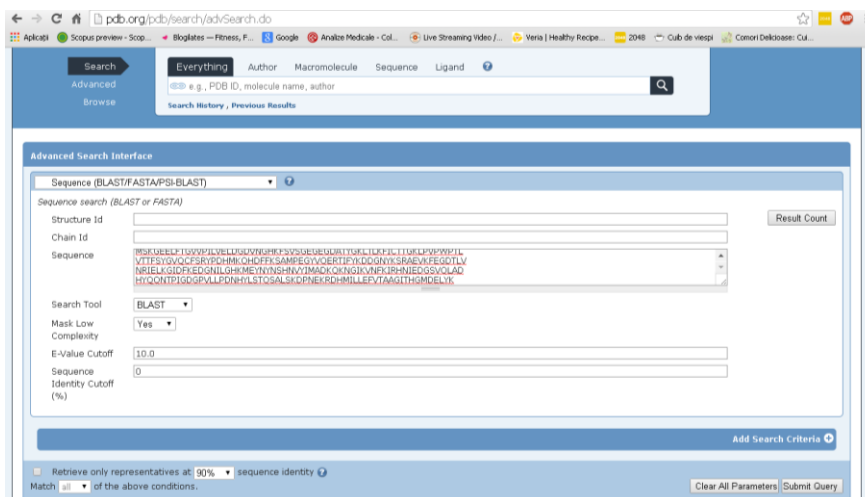 pdb.org/pdb/search/advSearch.do
Aplicații Scopus preview - Scop... Bloglates — Fitness, F... Google Analize Medicale - Col... Live Streaming Video /... Veria | Healthy Recipe... 2048 Cuib de viespi Comori Delicioase: Cui...
Search Everything Author Macromolecule Sequence Ligand
Advanced e.g., PDB ID, molecule name, author
Browse Search History , Previous Results
Advanced Search Interface
Sequence (BLAST/FASTA/PSI-BLAST)
Sequence search (BLAST or FASTA)
Structure Id Result Count
Chain Id
Sequence MSKGEELFTGVVPILVELDGDVNGHKFSVSGEGEGDATYGKLTLKFICTTGKLPVPWPTL
VTTFSYGVQCFSRYPDHMKQHDFFKSAMPEGYVQERTIFYKDDGNYKSRAEVKFEGDTLV
NRIELKGIDFKEDGNILGHKMEYNYNSHNVYIMADKQKNGIKVNFKIRHNIEDGSVQLAD
HYQQNTPIGDGPVLLPDNHYLSTQSALSKDPNEKRDHMILLEFVTAAGITHGMDELYK
Search Tool BLAST
Mask Low Yes
Complexity
E-Value Cutoff 10.0
Sequence 0
Identity Cutoff
(%)
Add Search Criteria
Retrieve only representatives at 90% sequence identity
Match all of the above conditions. Clear All Parameters Submit Query